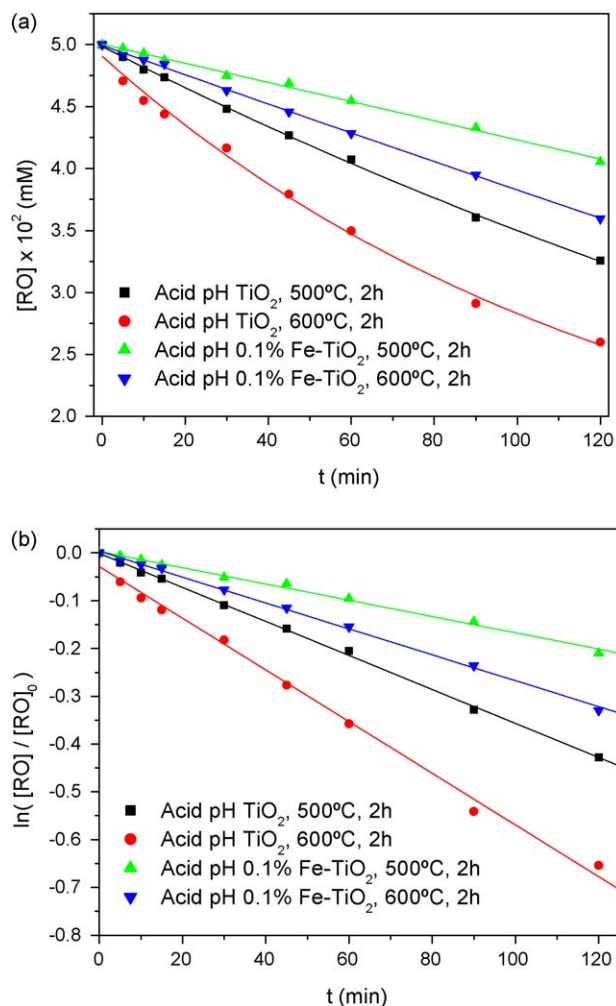 (a)
5.0
4.5
4.0
3.5
3.0
2.5
2.0
[RO] x 10² (mM)
Acid pH TiO₂, 500ºC, 2h
Acid pH TiO₂, 600ºC, 2h
Acid pH 0.1% Fe-TiO₂, 500ºC, 2h
Acid pH 0.1% Fe-TiO₂, 600ºC, 2h
0 20 40 60 80 100 120
t (min)
(b)
0.0
-0.1
-0.2
-0.3
-0.4
-0.5
-0.6
-0.7
-0.8
ln( [RO] / [RO]₀ )
Acid pH TiO₂, 500ºC, 2h
Acid pH TiO₂, 600ºC, 2h
Acid pH 0.1% Fe-TiO₂, 500ºC, 2h
Acid pH 0.1% Fe-TiO₂, 600ºC, 2h
0 20 40 60 80 100 120
t (min)